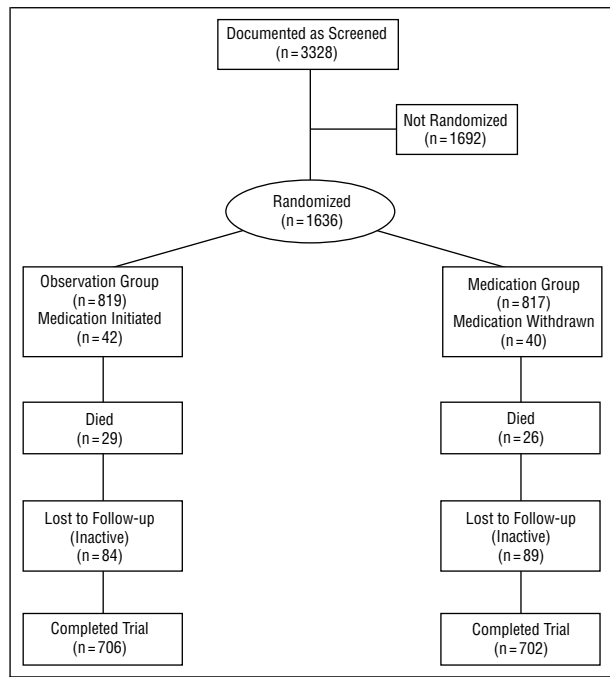 Documented as Screened
(n=3328)
Not Randomized
(n=1692)
Randomized
(n=1636)
Observation Group
(n=819)
Medication Initiated
(n=42)
Medication Group
(n=817)
Medication Withdrawn
(n=40)
Died
(n=29)
Died
(n=26)
Lost to Follow-up
(Inactive)
(n=84)
Lost to Follow-up
(Inactive)
(n=89)
Completed Trial
(n=706)
Completed Trial
(n=702)